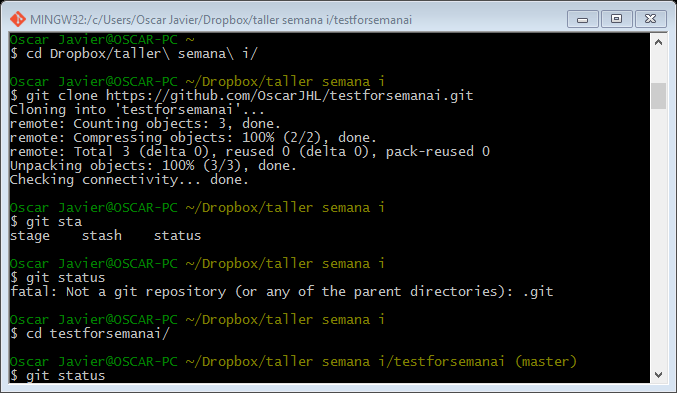 MINGW32:/c/Users/Oscar Javier/Dropbox/taller semana i/testforsemanai
Oscar Javier@OSCAR-PC ~
$ cd Dropbox/taller\ semana\ i/
Oscar Javier@OSCAR-PC ~/Dropbox/taller semana i
$ git clone https://github.com/OscarJHL/testforsemanai.git
Cloning into 'testforsemanai'...
remote: Counting objects: 3, done.
remote: Compressing objects: 100% (2/2), done.
remote: Total 3 (delta 0), reused 0 (delta 0), pack-reused 0
Unpacking objects: 100% (3/3), done.
Checking connectivity... done.
Oscar Javier@OSCAR-PC ~/Dropbox/taller semana i
$ git sta
stage    stash    status
Oscar Javier@OSCAR-PC ~/Dropbox/taller semana i
$ git status
fatal: Not a git repository (or any of the parent directories): .git
Oscar Javier@OSCAR-PC ~/Dropbox/taller semana i
$ cd testforsemanai/
Oscar Javier@OSCAR-PC ~/Dropbox/taller semana i/testforsemanai (master)
$ git status